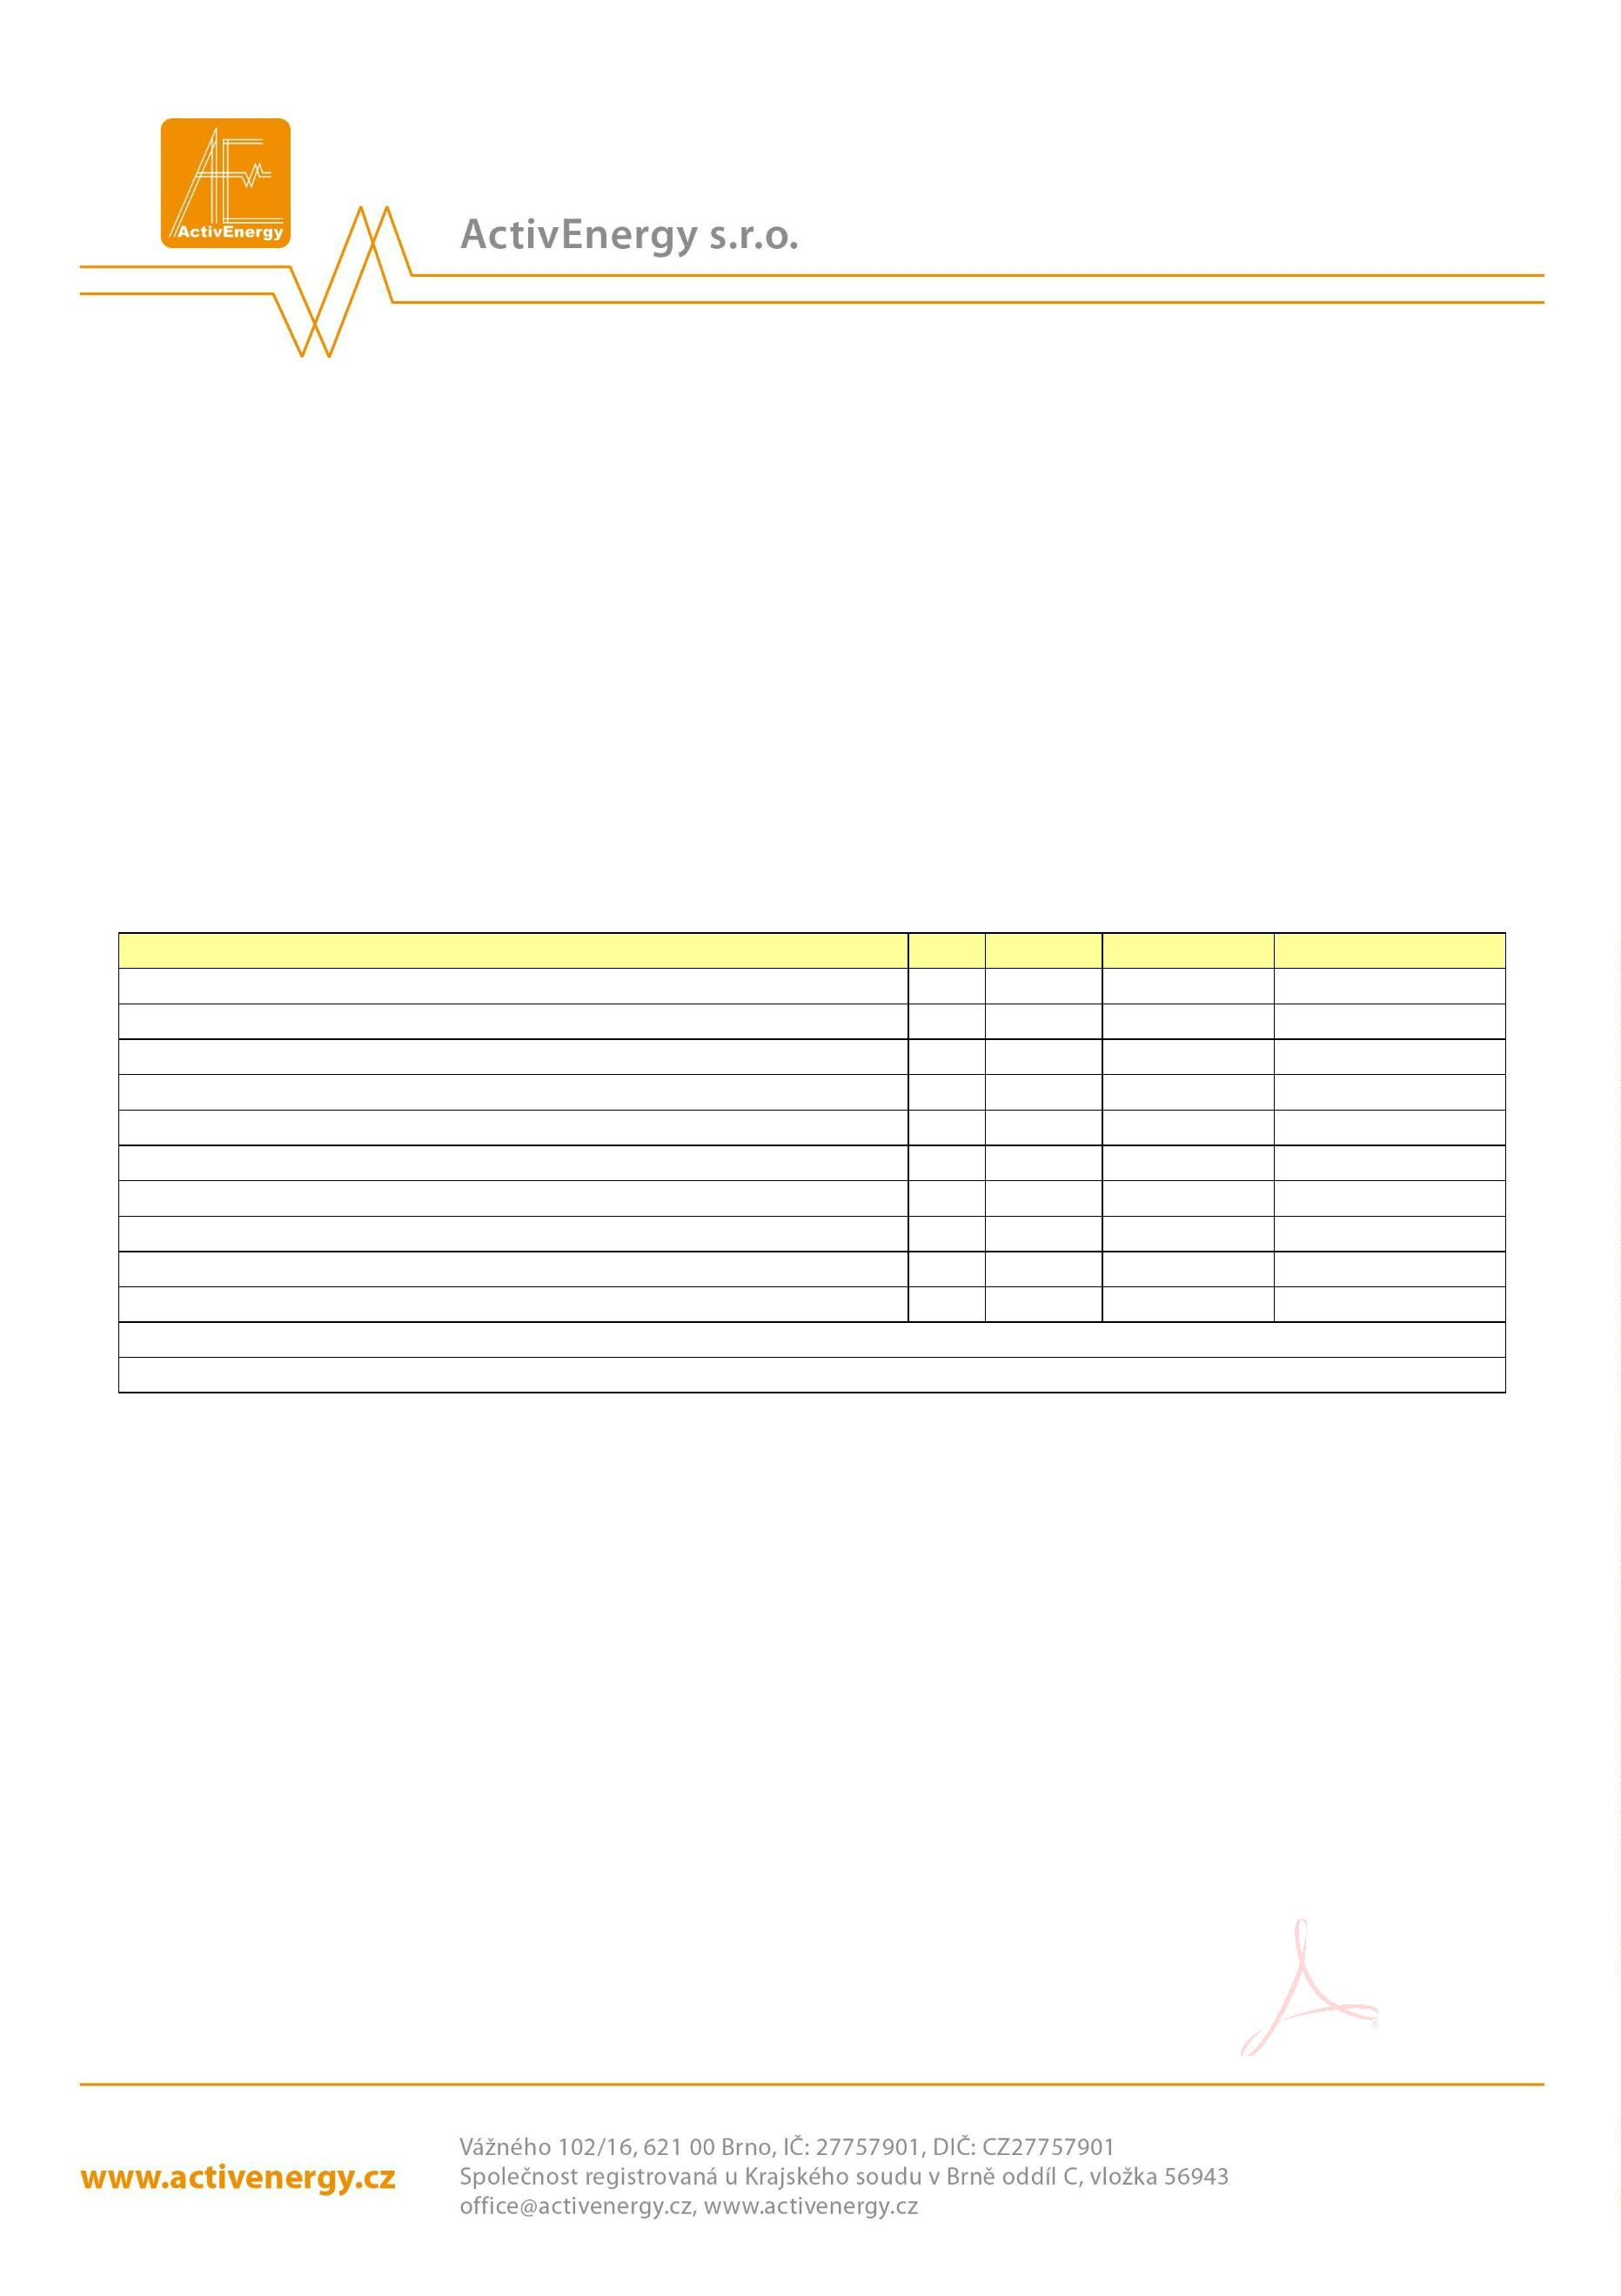 ActivEnergy
ActivEnergy s.r.o.
www.activenergy.cz
Vážného 102/16, 621 00 Brno, IČ: 27757901, DIČ: CZ27757901
Společnost registrovaná u Krajského soudu v Brně oddíl C, vložka 56943
office@activenergy.cz, www.activenergy.cz